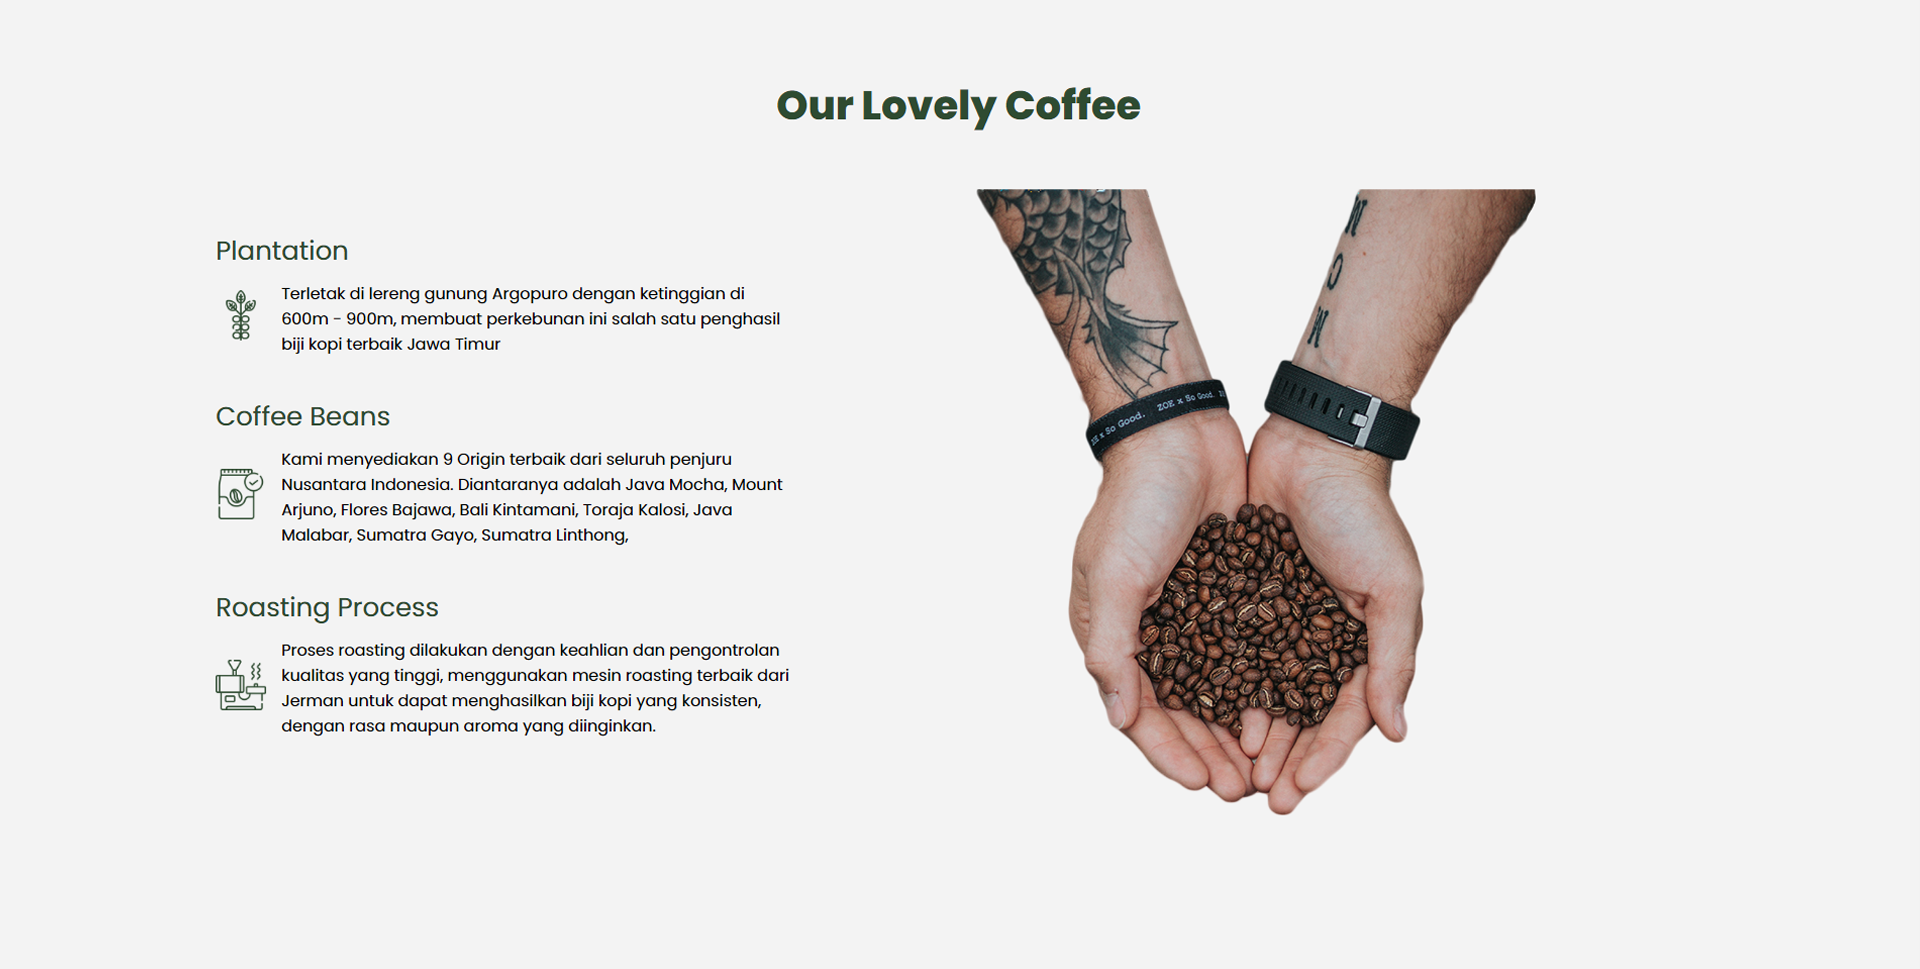 Our Lovely Coffee
Plantation
Terletak di lereng gunung Argopuro dengan ketinggian di
600m - 900m, membuat perkebunan ini salah satu penghasil
biji kopi terbaik Jawa Timur
Coffee Beans
Kami menyediakan 9 Origin terbaik dari seluruh penjuru
Nusantara Indonesia. Diantaranya adalah Java Mocha, Mount
Arjuno, Flores Bajawa, Bali Kintamani, Toraja Kalosi, Java
Malabar, Sumatra Gayo, Sumatra Linthong,
Roasting Process
Proses roasting dilakukan dengan keahlian dan pengontrolan
kualitas yang tinggi, menggunakan mesin roasting terbaik dari
Jerman untuk dapat menghasilkan biji kopi yang konsisten,
dengan rasa maupun aroma yang diinginkan.
ZOE x So Good. ZOE x So Good.